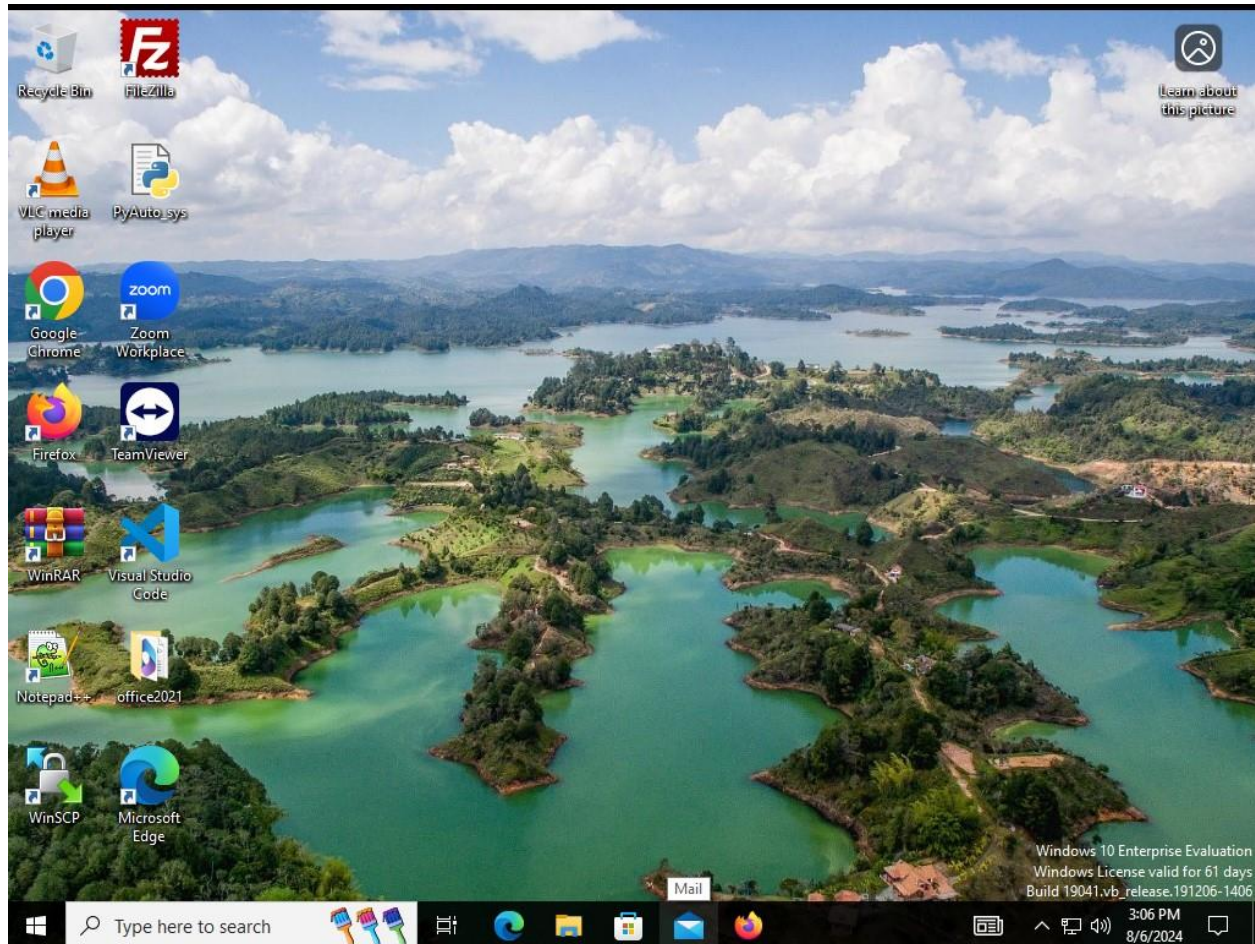 Recycle Bin
FileZilla
Learn about
this picture
VLC media
player
PyAuto_sys
zoom
Google
Chrome
Zoom
Workplace
Firefox
TeamViewer
WinRAR
Visual Studio
Code
Notepad++
office2021
WinSCP
Microsoft
Edge
Windows 10 Enterprise Evaluation
Windows License valid for 61 days
Build 19041.vb_release.191206-1406
Mail
Type here to search
3:06 PM
8/6/2024